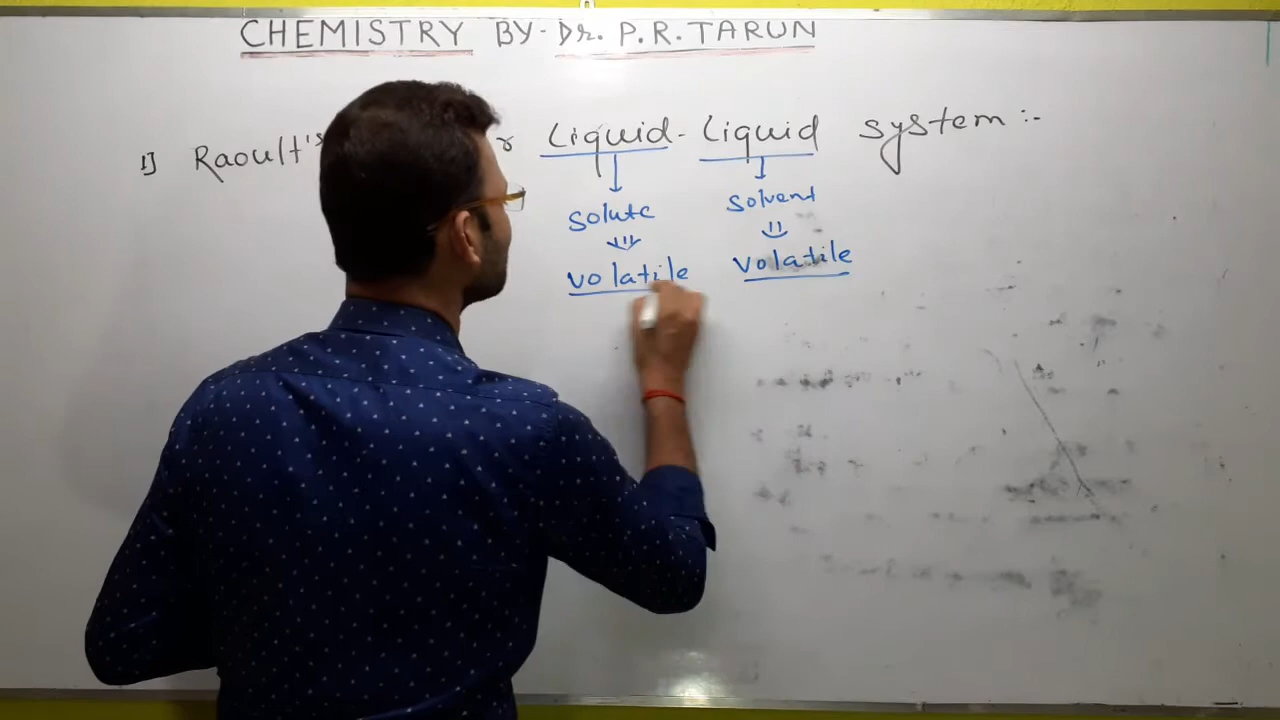 CHEMISTRY BY- Dr. P.R. TARUN
1] Raoult's r Liquid - Liquid system :-
Solute Solvent
Volatile Volatile